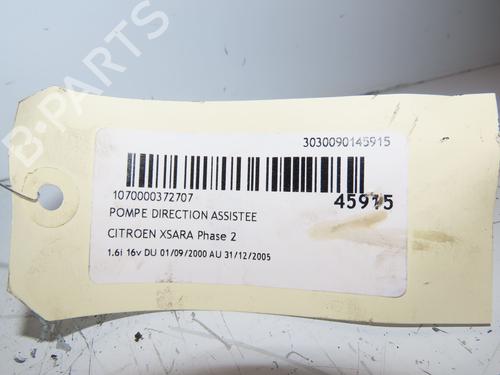 B-PARTS
3030090145915
1070000372707
45915
POMPE DIRECTION ASSISTEE
CITROEN XSARA Phase 2
1.6i 16v DU 01/09/2000 AU 31/12/2005